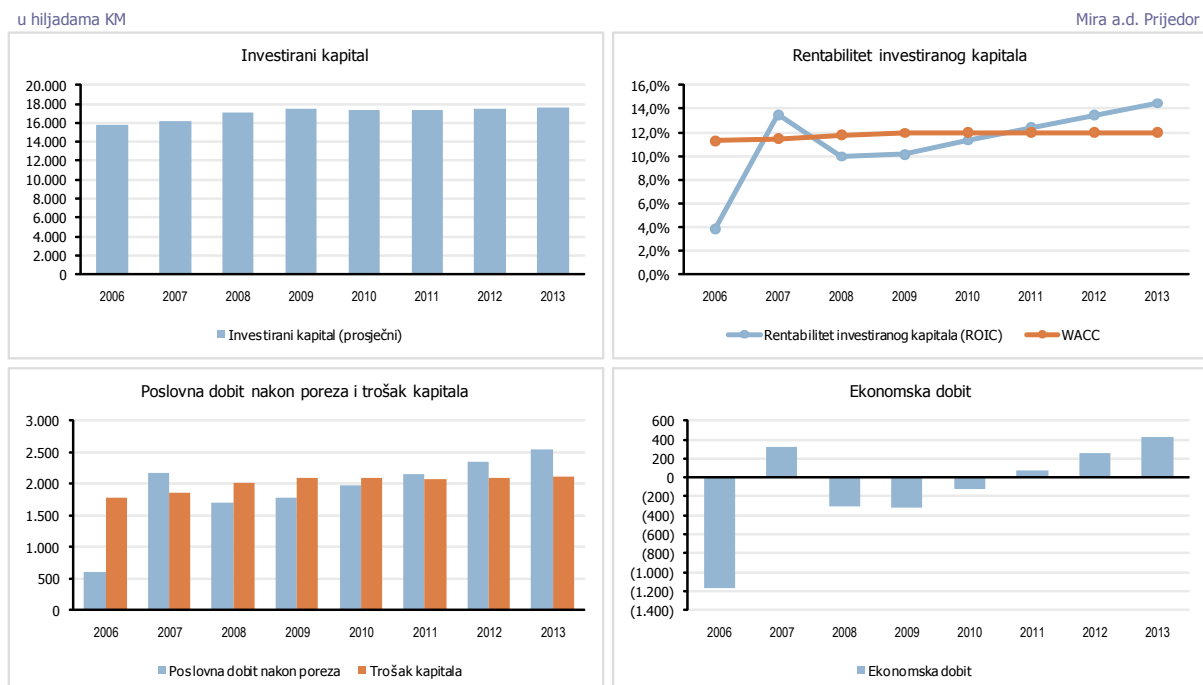 u hiljadama KM
Mira a.d. Prijedor
Investirani kapital
20.000
18.000
16.000
14.000
12.000
10.000
8.000
6.000
4.000
2.000
0
2006 2007 2008 2009 2010 2011 2012 2013
Investirani kapital (prosječni)
Rentabilitet investiranog kapitala
16,0%
14,0%
12,0%
10,0%
8,0%
6,0%
4,0%
2,0%
0,0%
2006 2007 2008 2009 2010 2011 2012 2013
Rentabilitet investiranog kapitala (ROIC) WACC
Poslovna dobit nakon poreza i trošak kapitala
3.000
2.500
2.000
1.500
1.000
500
0
2006 2007 2008 2009 2010 2011 2012 2013
Poslovna dobit nakon poreza Trošak kapitala
Ekonomska dobit
600
400
200
0
(200)
(400)
(600)
(800)
(1.000)
(1.200)
(1.400)
2006 2007 2008 2009 2010 2011 2012 2013
Ekonomska dobit